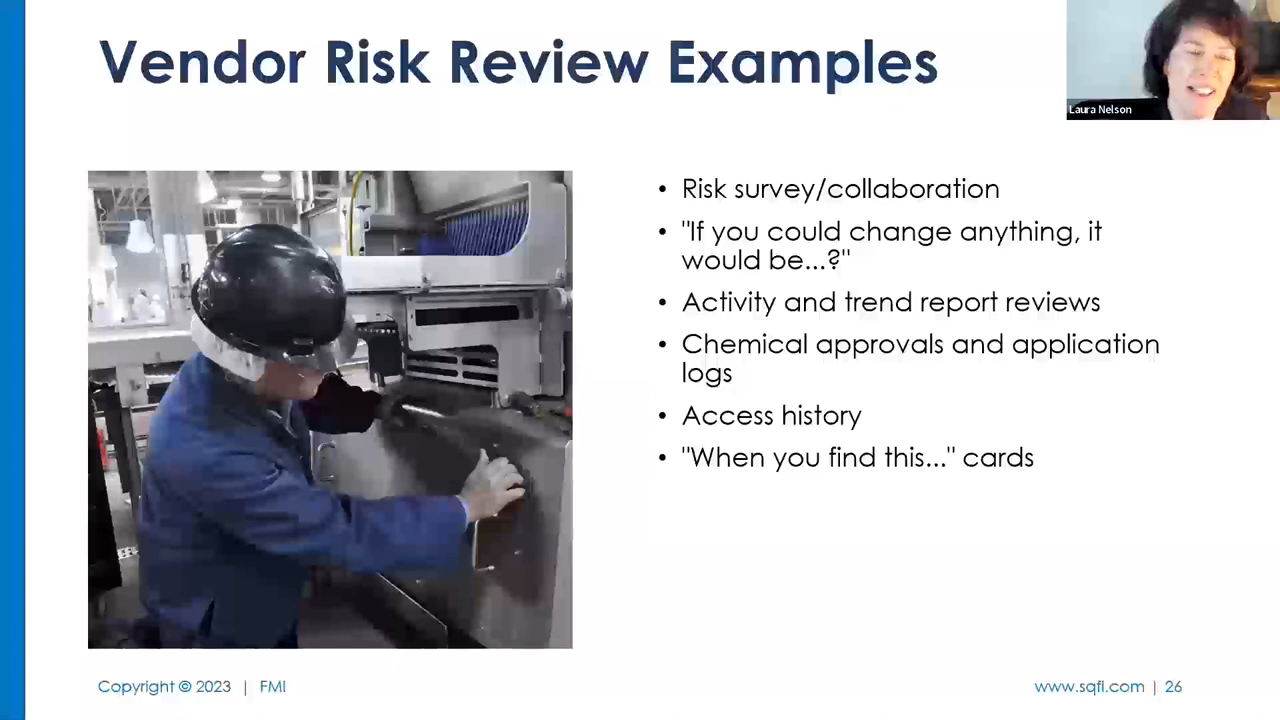 Vendor Risk Review Examples
Laura Nelson
• Risk survey/collaboration
• "If you could change anything, it
would be...?"
• Activity and trend report reviews
• Chemical approvals and application
logs
• Access history
• "When you find this..." cards
Copyright © 2023 | FMI
www.sqfi.com | 26